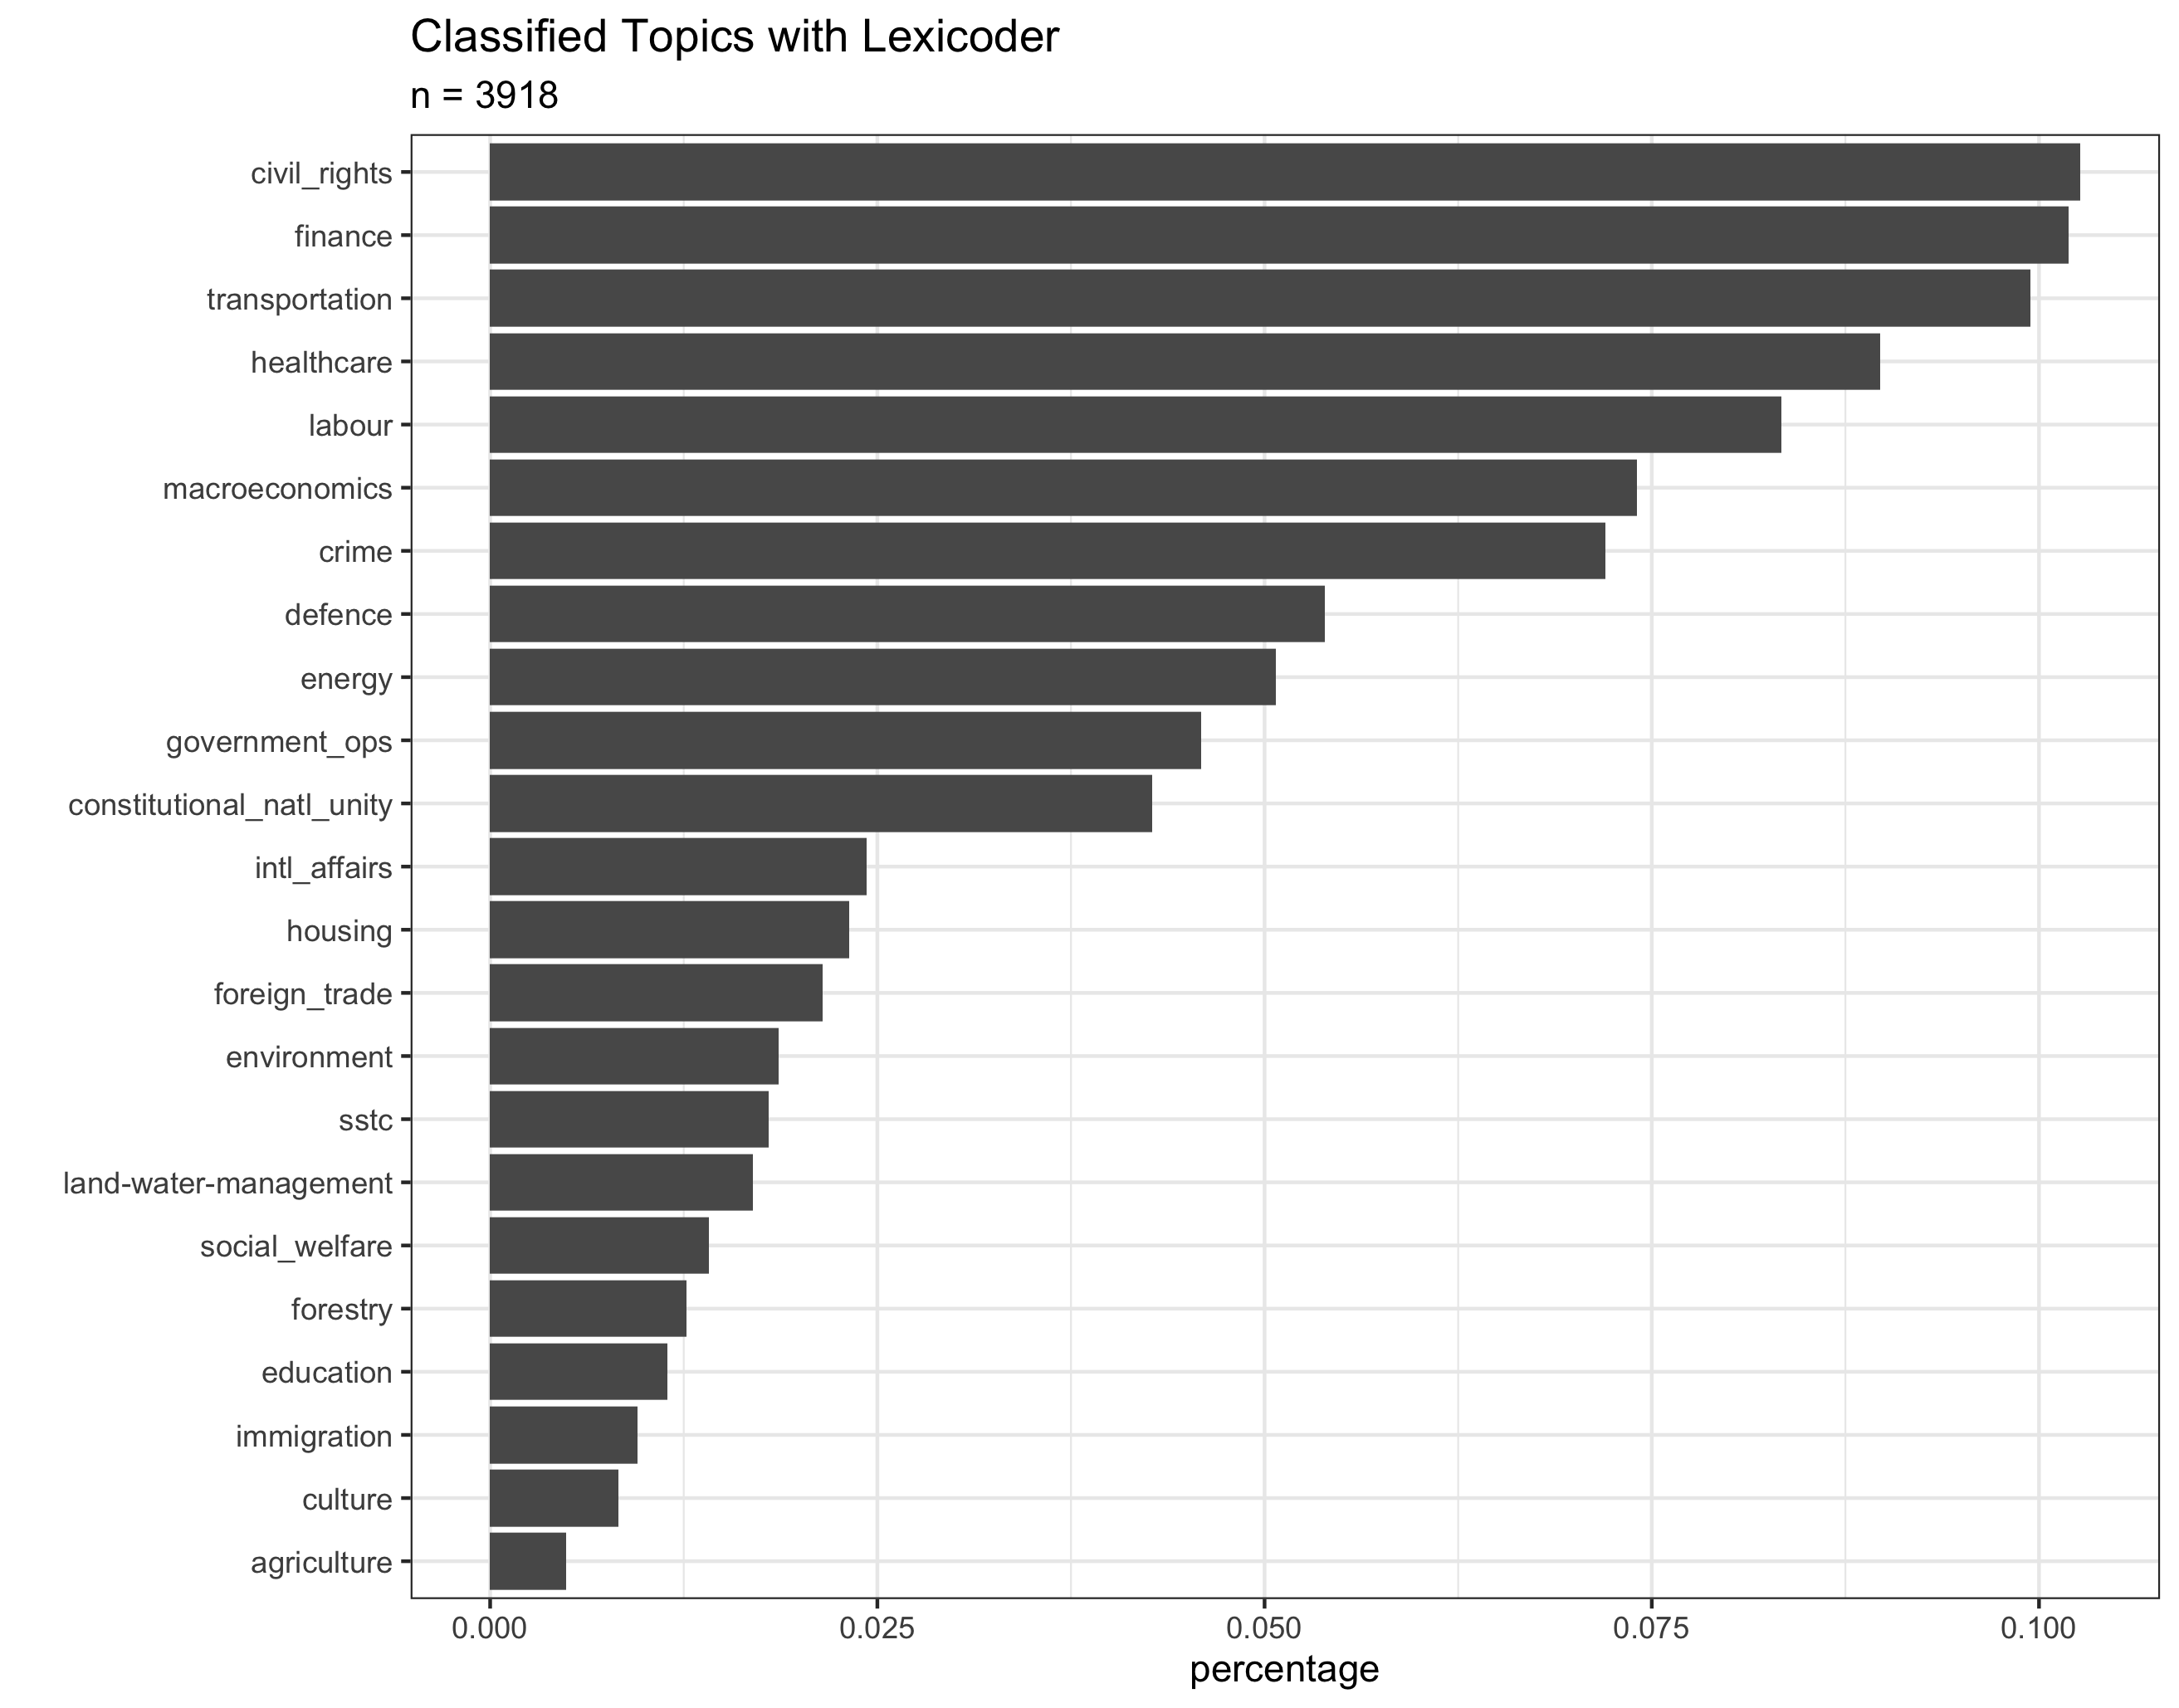 Classified Topics with Lexicoder
n = 3918
civil_rights
finance
transportation
healthcare
labour
macroeconomics
crime
defence
energy
government_ops
constitutional_natl_unity
intl_affairs
housing
foreign_trade
environment
sstc
land-water-management
social_welfare
forestry
education
immigration
culture
agriculture
0.000 0.025 0.050 0.075 0.100
percentage